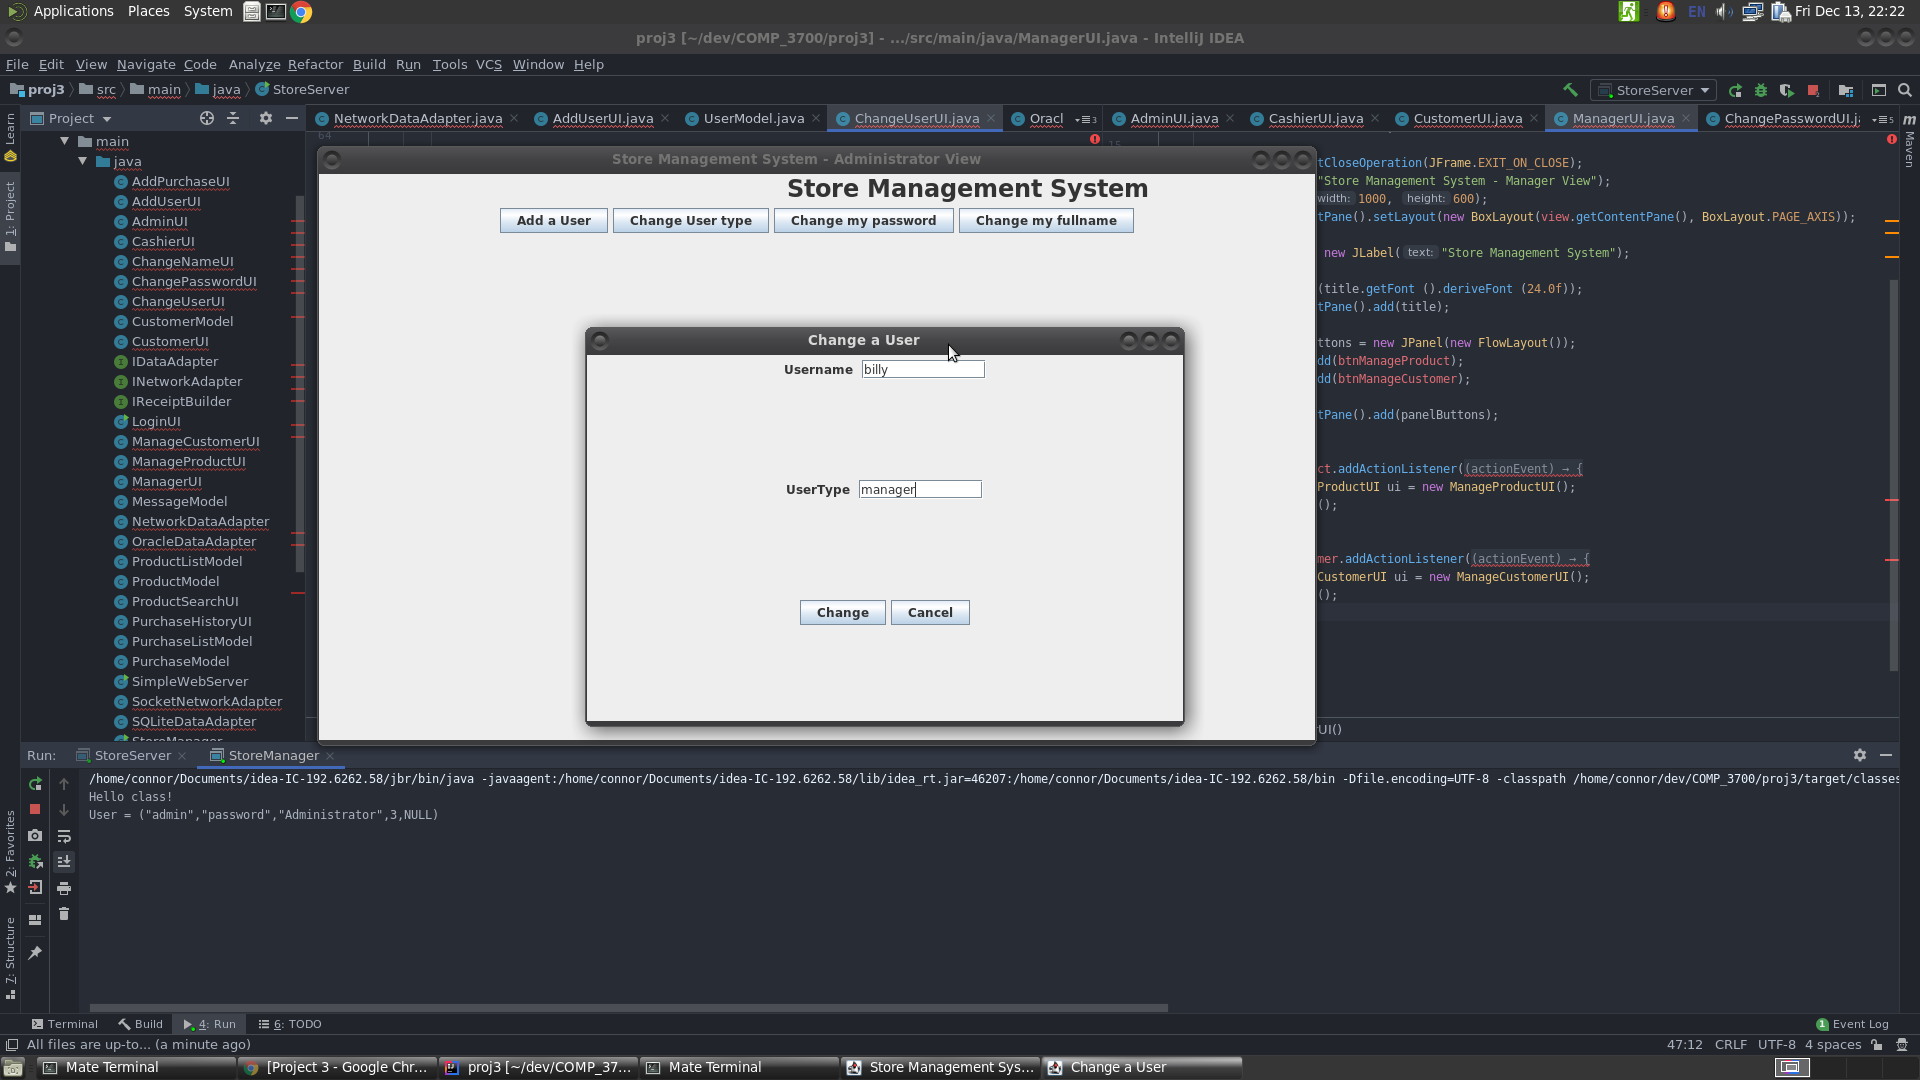 Applications Places System EN Fri Dec 13, 22:22
proj3 [~/dev/COMP_3700/proj3] - .../src/main/java/ManagerUI.java - IntelliJ IDEA
File Edit View Navigate Code Analyze Refactor Build Run Tools VCS Window Help
proj3 src main java StoreServer StoreServer
Project NetworkDataAdapter.java AddUserUI.java UserModel.java ChangeUserUI.java Oracl 3 AdminUI.java CashierUI.java CustomerUI.java ManagerUI.java ChangePasswordUI.j 5
Learn
1: Project
2: Favorites
7: Structure
Maven
main
java
AddPurchaseUI
AddUserUI
AdminUI
CashierUI
ChangeNameUI
ChangePasswordUI
ChangeUserUI
CustomerModel
CustomerUI
IDataAdapter
INetworkAdapter
IReceiptBuilder
LoginUI
ManageCustomerUI
ManageProductUI
ManagerUI
MessageModel
NetworkDataAdapter
OracleDataAdapter
ProductListModel
ProductModel
ProductSearchUI
PurchaseHistoryUI
PurchaseListModel
PurchaseModel
SimpleWebServer
SocketNetworkAdapter
SQLiteDataAdapter
StoreManager
64
15
Store Management System - Administrator View
Store Management System
Add a User Change User type Change my password Change my fullname
Change a User
Username billy
UserType manager
Change Cancel
tCloseOperation(JFrame.EXIT_ON_CLOSE);
"Store Management System - Manager View");
width: 1000, height: 600);
tPane().setLayout(new BoxLayout(view.getContentPane(), BoxLayout.PAGE_AXIS));
new JLabel( text: "Store Management System");
(title.getFont ().deriveFont (24.0f));
tPane().add(title);
ttons = new JPanel(new FlowLayout());
dd(btnManageProduct);
dd(btnManageCustomer);
tPane().add(panelButtons);
ct.addActionListener((actionEvent) → {
ProductUI ui = new ManageProductUI();
();
mer.addActionListener((actionEvent) → {
CustomerUI ui = new ManageCustomerUI();
();
UI()
Run: StoreServer StoreManager
/home/connor/Documents/idea-IC-192.6262.58/jbr/bin/java -javaagent:/home/connor/Documents/idea-IC-192.6262.58/lib/idea_rt.jar=46207:/home/connor/Documents/idea-IC-192.6262.58/bin -Dfile.encoding=UTF-8 -classpath /home/connor/dev/COMP_3700/proj3/target/classes
Hello class!
User = ("admin","password","Administrator",3,NULL)
Terminal Build 4: Run 6: TODO 1 Event Log
All files are up-to... (a minute ago) 47:12 CRLF UTF-8 4 spaces
Mate Terminal [Project 3 - Google Chr... proj3 [~/dev/COMP_37... Mate Terminal Store Management Sys... Change a User